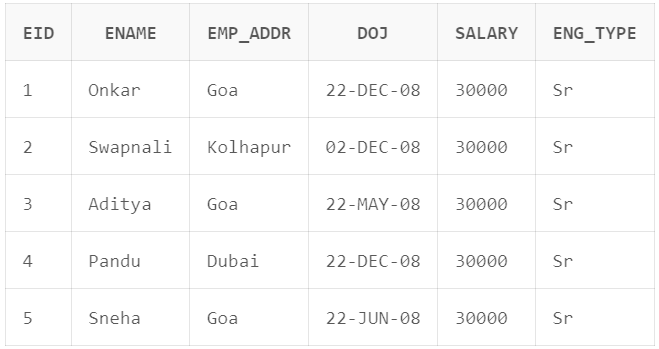 EID ENAME EMP_ADDR DOJ SALARY ENG_TYPE
1 Onkar Goa 22-DEC-08 30000 Sr
2 Swapnali Kolhapur 02-DEC-08 30000 Sr
3 Aditya Goa 22-MAY-08 30000 Sr
4 Pandu Dubai 22-DEC-08 30000 Sr
5 Sneha Goa 22-JUN-08 30000 Sr